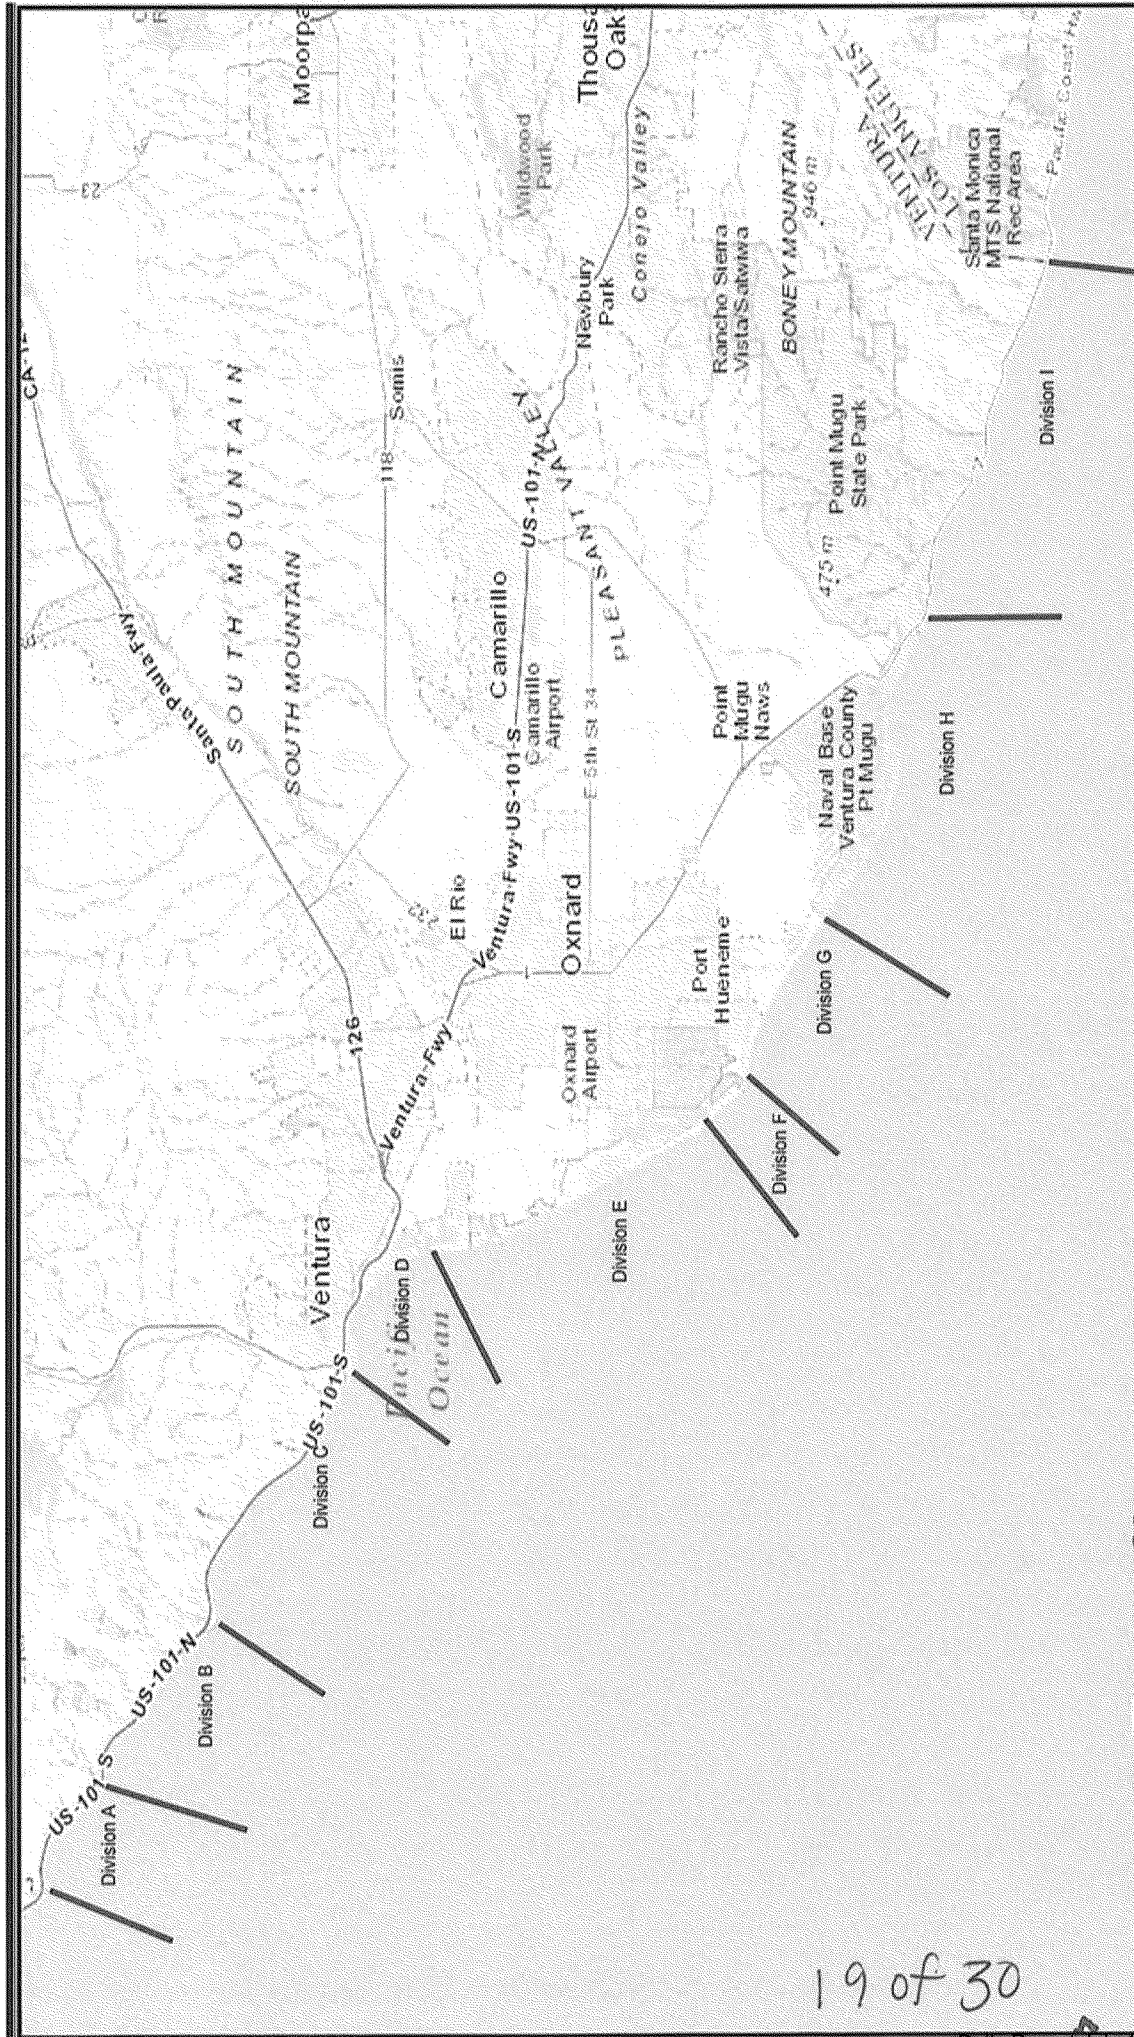 Moorpa
23
CA-12
SOUTH MOUNTAIN
SOUTH MOUNTAIN
Santa Paula Fwy
118
Somis
Wildwood
Park
Thousa
Oak
Conejo Valley
Newbury
Park
US-101-N
PLEASANT VALLEY
Camarillo
US-101-S
Camarillo
Airport
E 5th St 34
Rancho Sierra
Vista/Satwiwa
BONEY MOUNTAIN
946 m
VENTURA
LOS ANGELES
Santa Monica
MTS National
Rec Area
Pacific Coast H
Point Mugu
State Park
475 m
Point
Mugu
Naws
Naval Base
Ventura County
Pt Mugu
232
El Rio
Ventura-Fwy
1
Oxnard
Oxnard
Airport
Port
Hueneme
126
Ventura-Fwy
Ventura
US-101-S
Pacif
Ocean
US-101-N
US-101-S
Division A
Division B
Division C
Division D
Division E
Division F
Division G
Division H
Division I
19 of 30